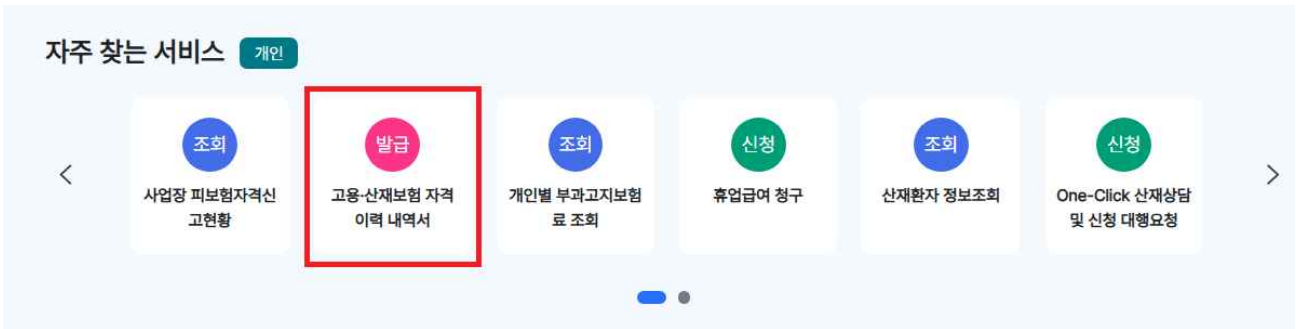 자주 찾는 서비스 개인
조회
사업장 피보험자격신
고현황
발급
고용·산재보험 자격
이력 내역서
조회
개인별 부과고지보험
료 조회
신청
휴업급여 청구
조회
산재환자 정보조회
신청
One-Click 산재상담
및 신청 대행요청